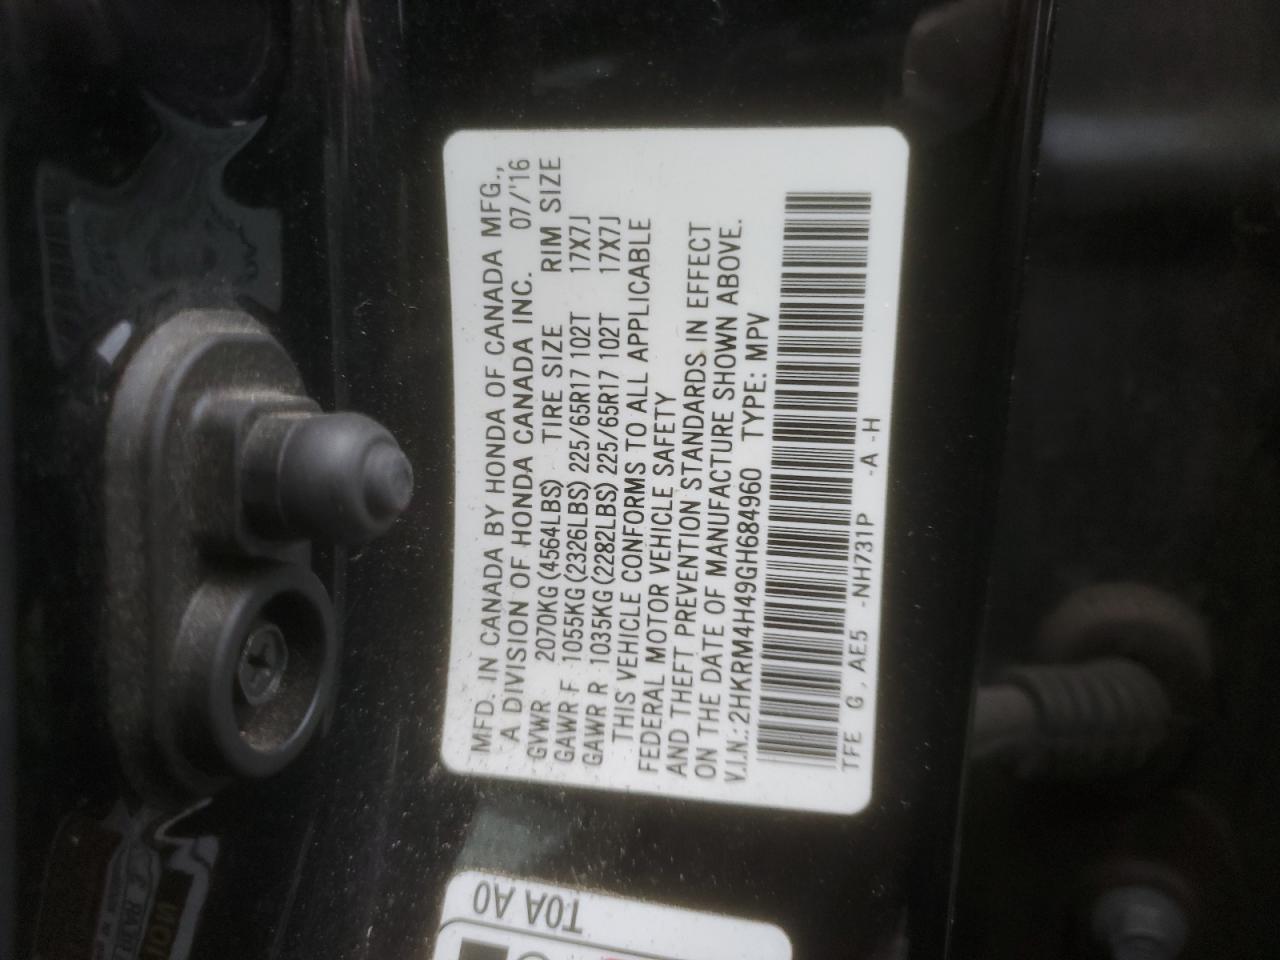 MFD. IN CANADA BY HONDA OF CANADA MFG.,
A DIVISION OF HONDA CANADA INC. 07/'16
GVWR 2070KG(4564LBS) TIRE SIZE RIM SIZE
GAWR F 1055KG(2326LBS)225/65R17 102T 17X7J
GAWR R 1035KG(2282LBS)225/65R17 102T 17X7J
THIS VEHICLE CONFORMS TO ALL APPLICABLE
FEDERAL MOTOR VEHICLE SAFETY
AND THEFT PREVENTION STANDARDS IN EFFECT
ON THE DATE OF MANUFACTURE SHOWN ABOVE.
V.I.N.:2HKRM4H49GH684960 TYPE: MPV
TFE G , AE5 -NH731P -A -H
T0A A0